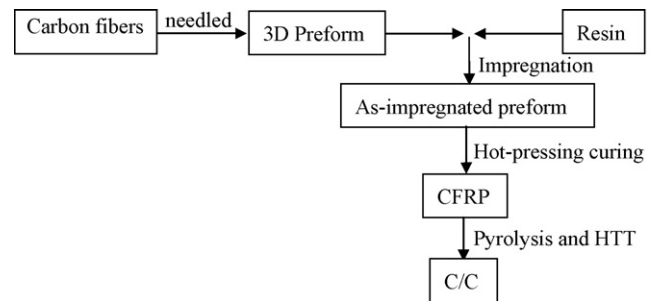 Carbon fibers
needled
3D Preform
Resin
Impregnation
As-impregnated preform
Hot-pressing curing
CFRP
Pyrolysis and HTT
C/C